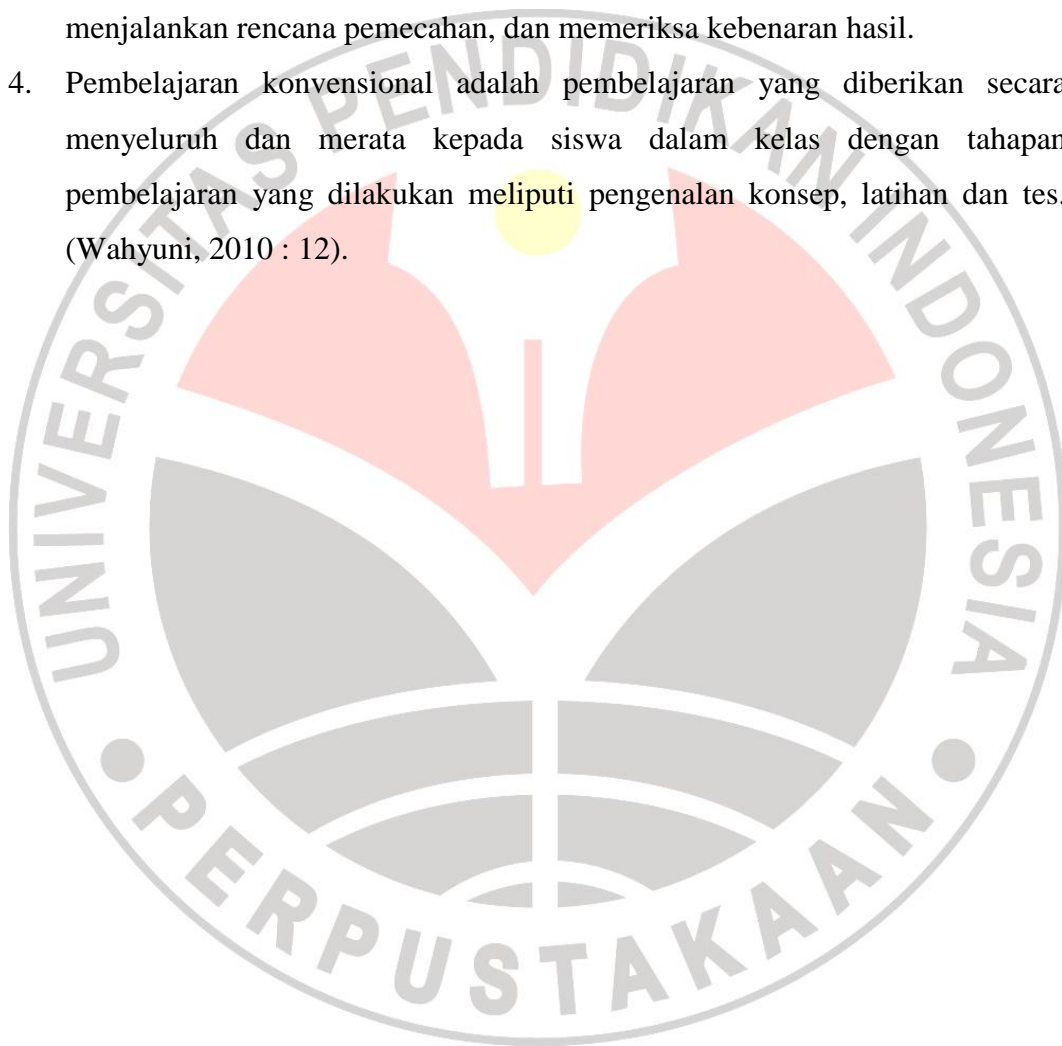 menjalankan rencana pemecahan, dan memeriksa kebenaran hasil.
4. Pembelajaran konvensional adalah pembelajaran yang diberikan secara
menyeluruh dan merata kepada siswa dalam kelas dengan tahapan
pembelajaran yang dilakukan meliputi pengenalan konsep, latihan dan tes.
(Wahyuni, 2010 : 12).
UNIVERSITAS PENDIDIKAN INDONESIA
PERPUSTAKAAN